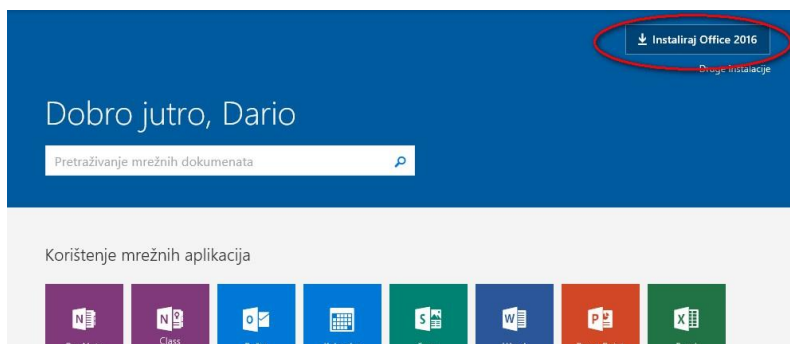 Instaliraj Office 2016
Druge instalacije
Dobro jutro, Dario
Pretraživanje mrežnih dokumenata
Korištenje mrežnih aplikacija
Class